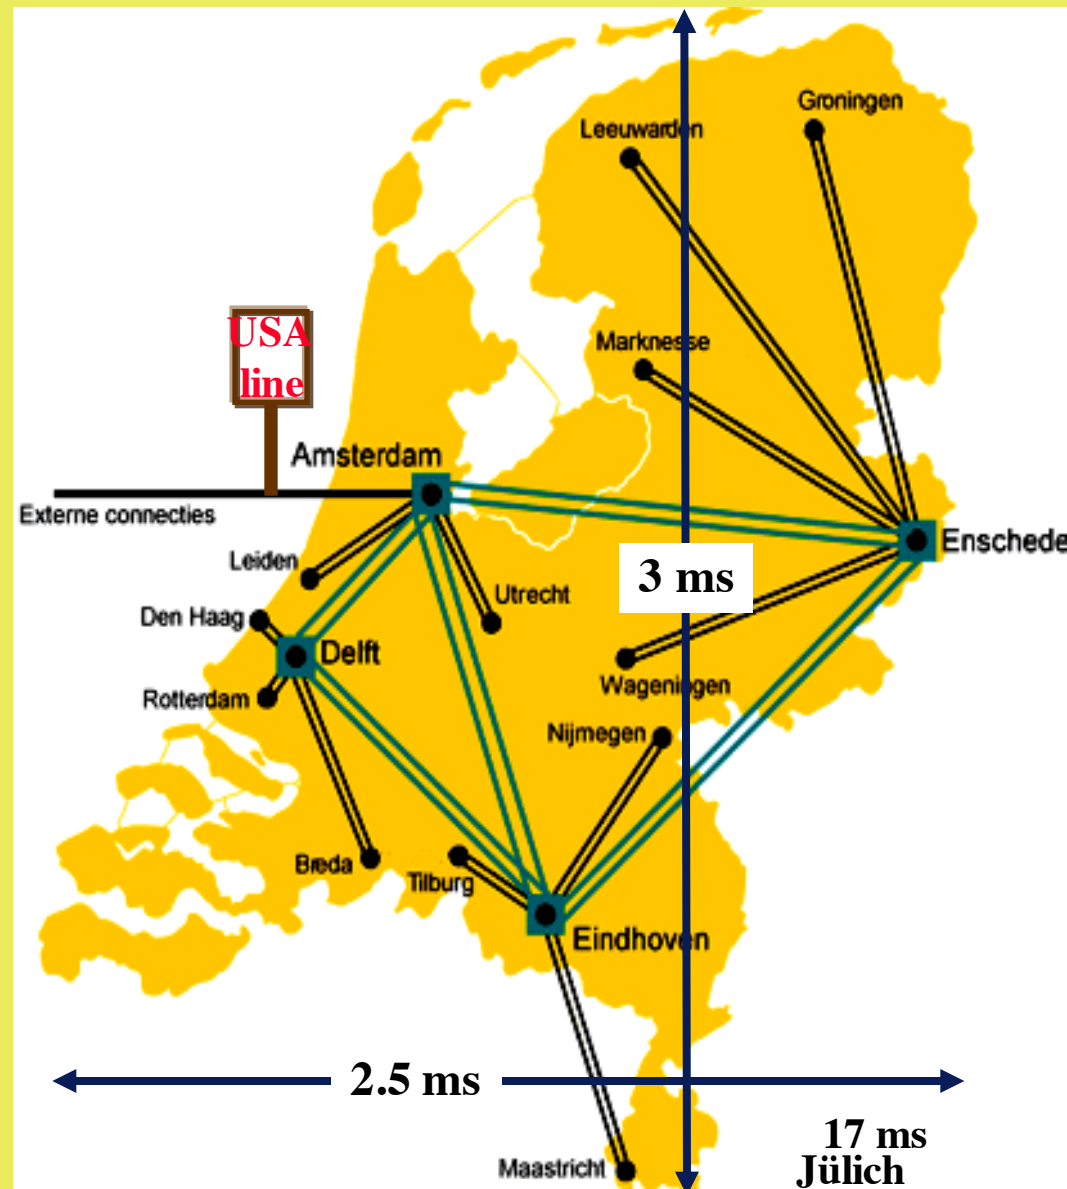 Groningen
Leeuwarden
USA
line
Marknesse
Amsterdam
Externe connecties
Enschede
Leiden
3 ms
Utrecht
Den Haag
Delft
Wageningen
Rotterdam
Nijmegen
Breda
Tilburg
Eindhoven
2.5 ms
17 ms
Jülich
Maastricht